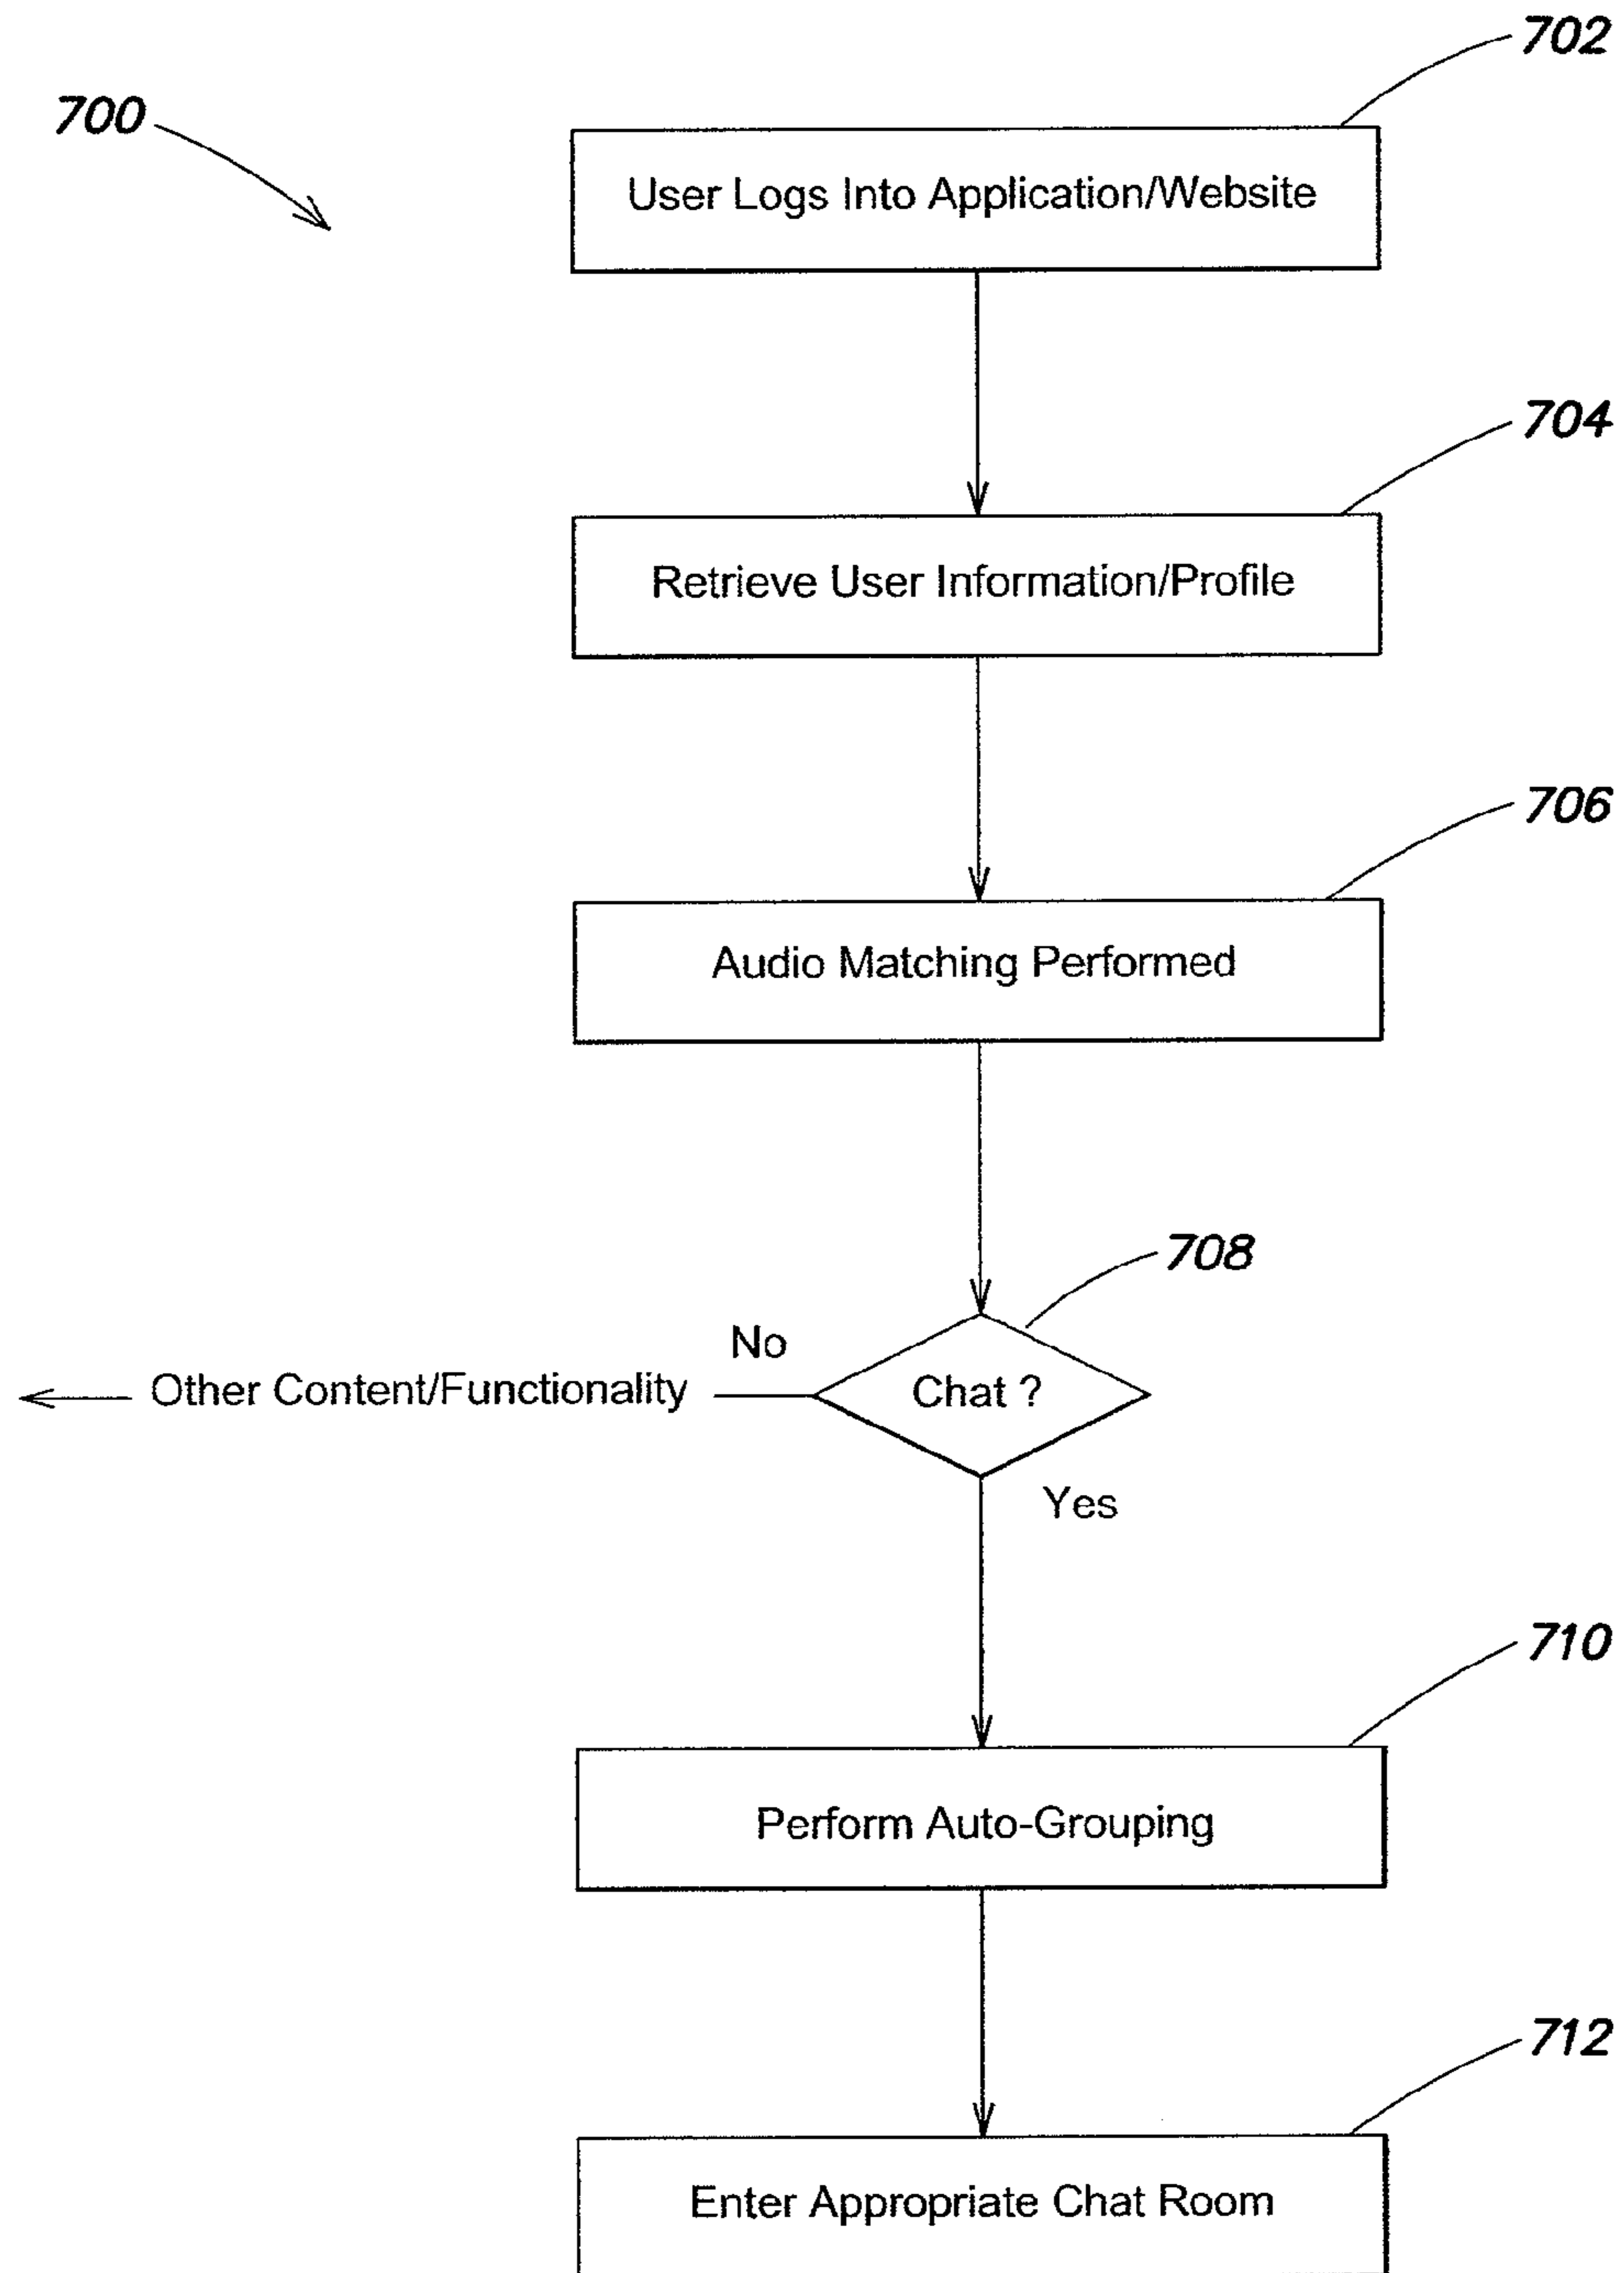 702
700
User Logs Into Application/Website
704
Retrieve User Information/Profile
706
Audio Matching Performed
708
No
Other Content/Functionality
Chat ?
Yes
710
Perform Auto-Grouping
712
Enter Appropriate Chat Room